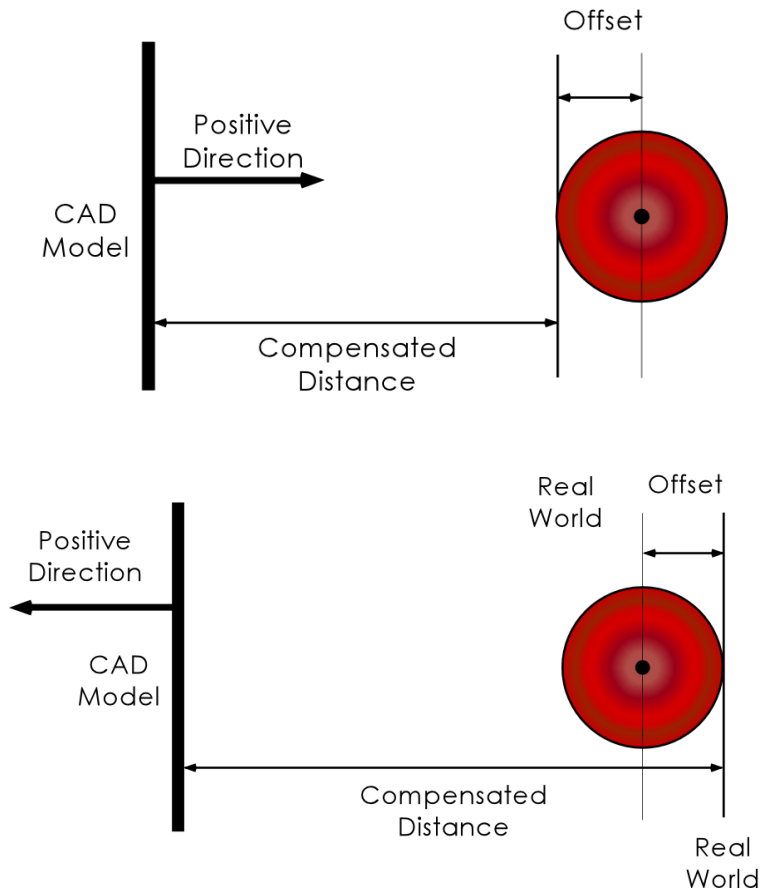 Offset
Positive
Direction
CAD
Model
Compensated
Distance
Real
World
Offset
Positive
Direction
CAD
Model
Compensated
Distance
Real
World